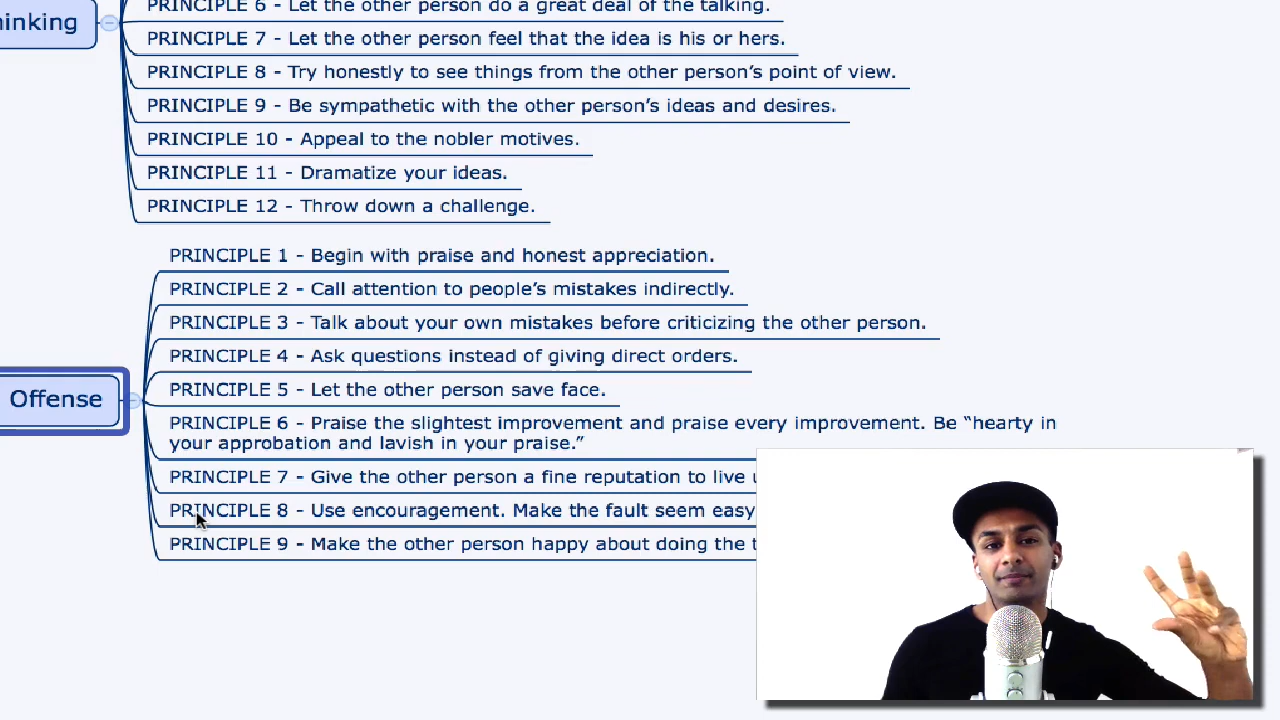 PRINCIPLE 6 - Let the other person do a great deal of the talking.
hinking
PRINCIPLE 7 - Let the other person feel that the idea is his or hers.
PRINCIPLE 8 - Try honestly to see things from the other person’s point of view.
PRINCIPLE 9 - Be sympathetic with the other person’s ideas and desires.
PRINCIPLE 10 - Appeal to the nobler motives.
PRINCIPLE 11 - Dramatize your ideas.
PRINCIPLE 12 - Throw down a challenge.
PRINCIPLE 1 - Begin with praise and honest appreciation.
PRINCIPLE 2 - Call attention to people’s mistakes indirectly.
PRINCIPLE 3 - Talk about your own mistakes before criticizing the other person.
PRINCIPLE 4 - Ask questions instead of giving direct orders.
Offense
PRINCIPLE 5 - Let the other person save face.
PRINCIPLE 6 - Praise the slightest improvement and praise every improvement. Be “hearty in
your approbation and lavish in your praise.”
PRINCIPLE 7 - Give the other person a fine reputation to live
PRINCIPLE 8 - Use encouragement. Make the fault seem easy
PRINCIPLE 9 - Make the other person happy about doing the